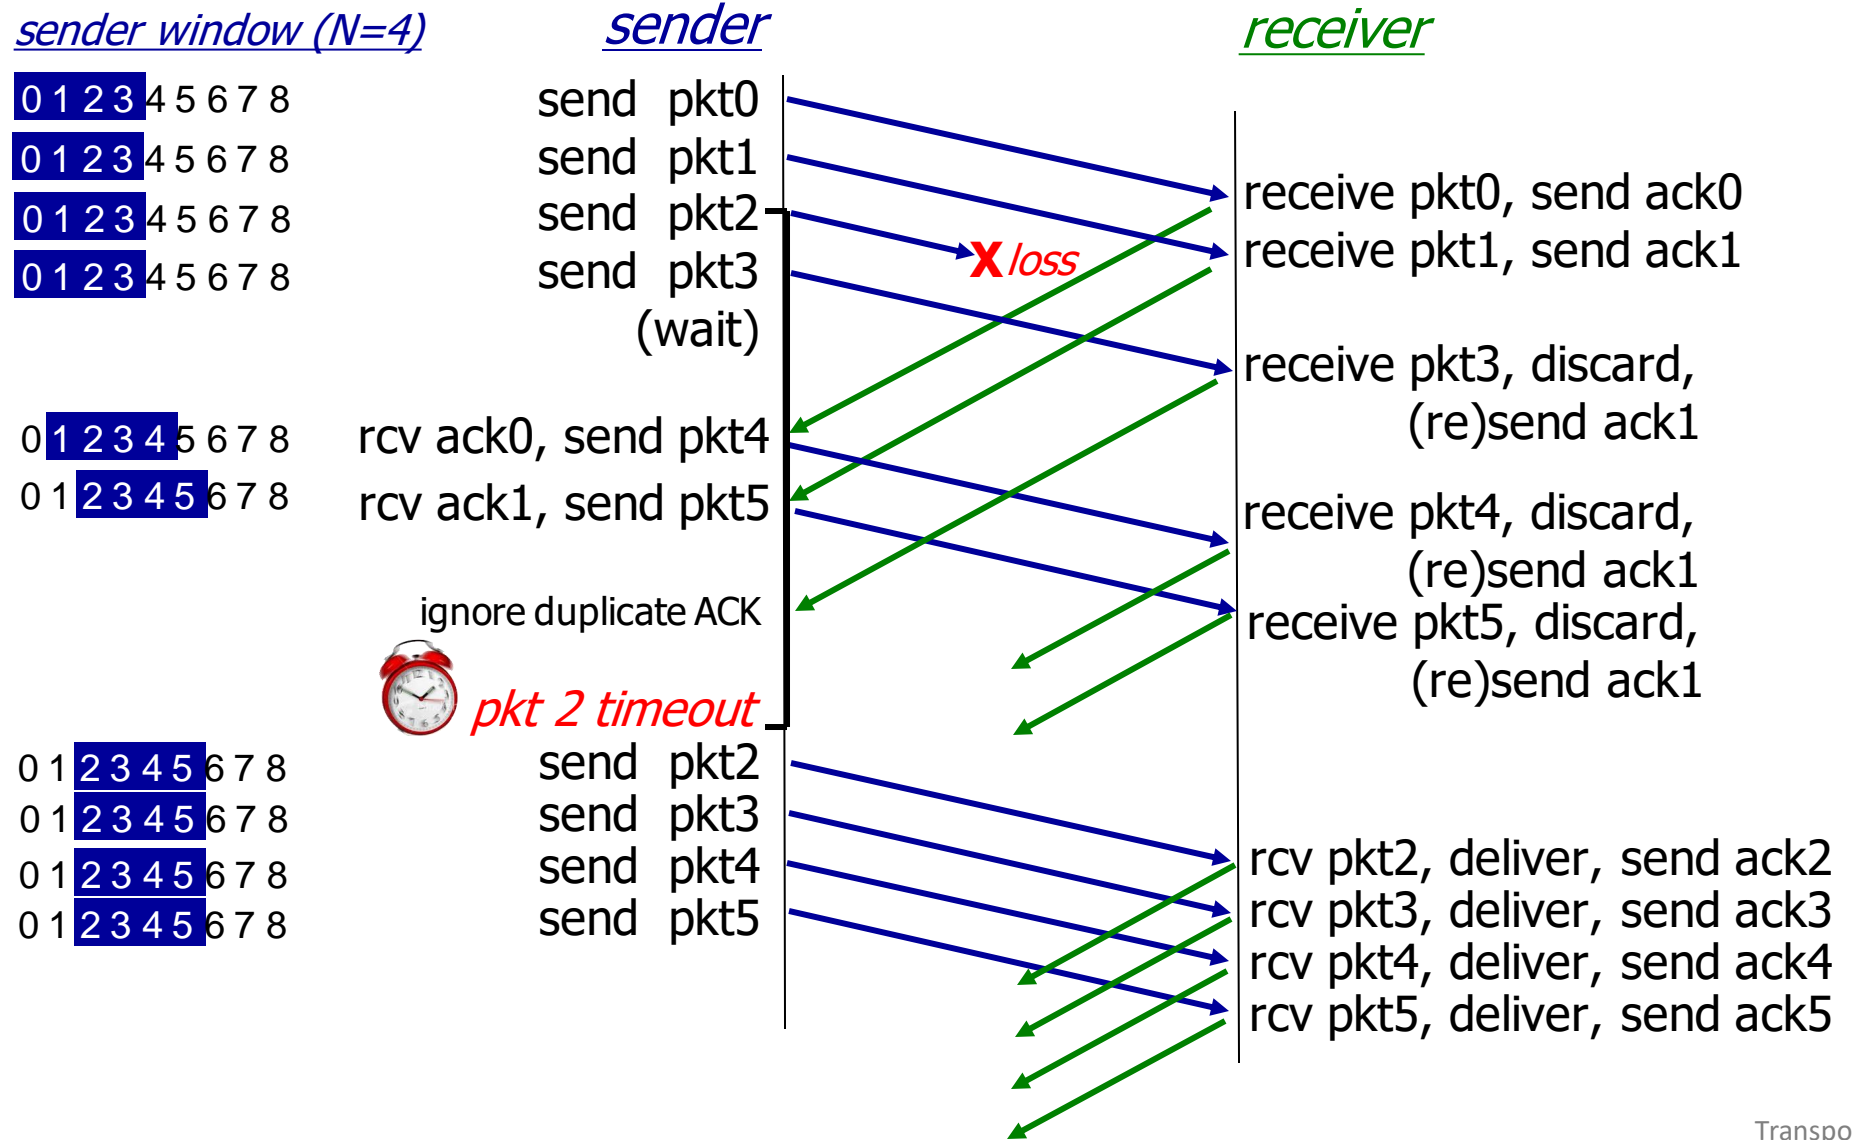 sender window (N=4)
sender
receiver
0 1 2 3 4 5 6 7 8
send pkt0
0 1 2 3 4 5 6 7 8
send pkt1
receive pkt0, send ack0
0 1 2 3 4 5 6 7 8
send pkt2
receive pkt1, send ack1
X loss
0 1 2 3 4 5 6 7 8
send pkt3
(wait)
receive pkt3, discard,
(re)send ack1
0 1 2 3 4 5 6 7 8
rcv ack0, send pkt4
0 1 2 3 4 5 6 7 8
rcv ack1, send pkt5
receive pkt4, discard,
(re)send ack1
ignore duplicate ACK
receive pkt5, discard,
(re)send ack1
pkt 2 timeout
0 1 2 3 4 5 6 7 8
send pkt2
0 1 2 3 4 5 6 7 8
send pkt3
0 1 2 3 4 5 6 7 8
send pkt4
rcv pkt2, deliver, send ack2
0 1 2 3 4 5 6 7 8
send pkt5
rcv pkt3, deliver, send ack3
rcv pkt4, deliver, send ack4
rcv pkt5, deliver, send ack5
Transpo